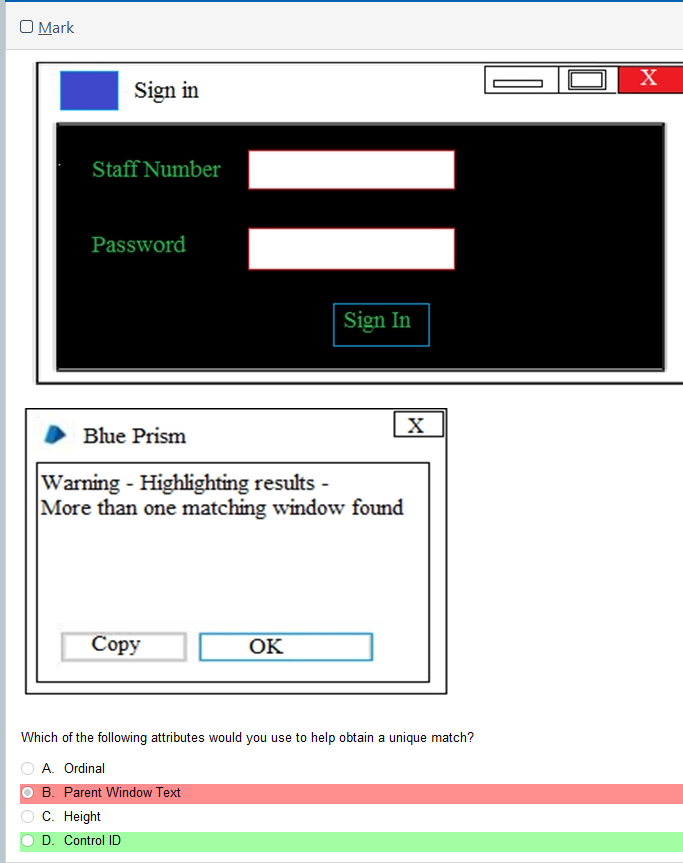 Mark
Sign in
X
Staff Number
Password
Sign In
Blue Prism
X
Warning - Highlighting results -
More than one matching window found
Copy
OK
Which of the following attributes would you use to help obtain a unique match?
A. Ordinal
B. Parent Window Text
C. Height
D. Control ID